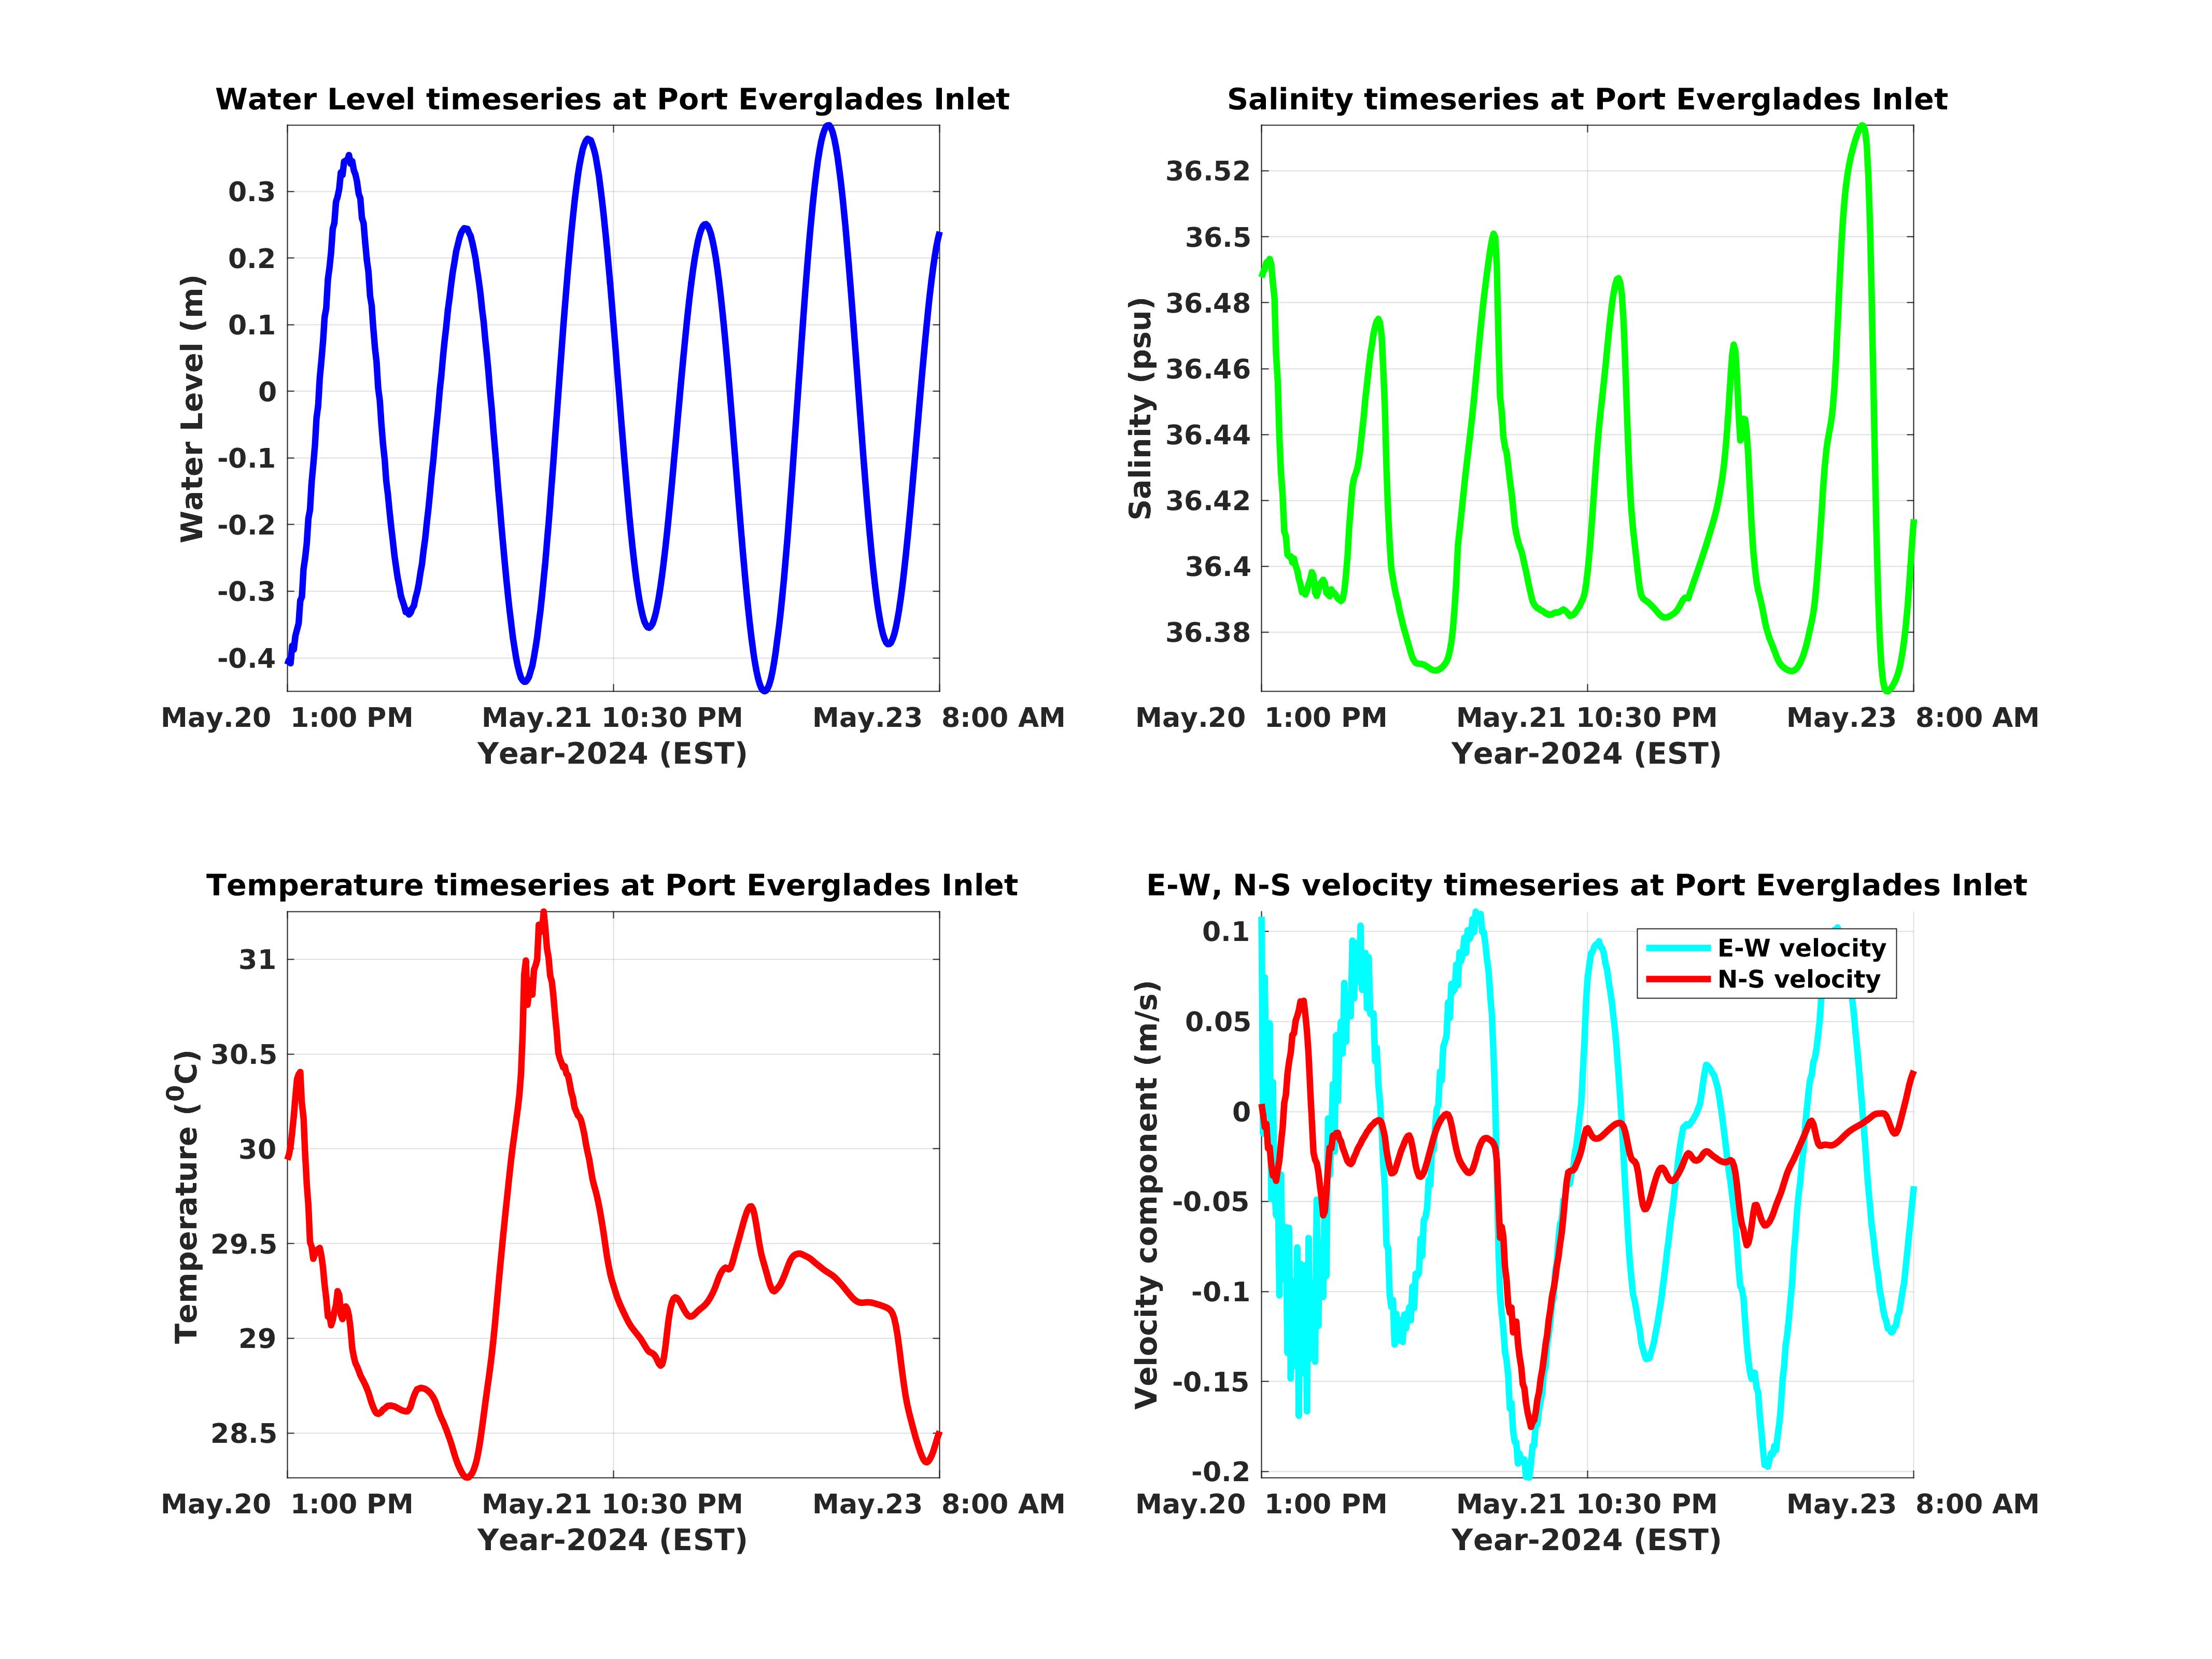 Water Level timeseries at Port Everglades Inlet
Water Level (m)
0.3
0.2
0.1
0
-0.1
-0.2
-0.3
-0.4
May.20 1:00 PM
May.21 10:30 PM
May.23 8:00 AM
Year-2024 (EST)
Salinity timeseries at Port Everglades Inlet
Salinity (psu)
36.52
36.5
36.48
36.46
36.44
36.42
36.4
36.38
May.20 1:00 PM
May.21 10:30 PM
May.23 8:00 AM
Year-2024 (EST)
Temperature timeseries at Port Everglades Inlet
Temperature (⁰C)
31
30.5
30
29.5
29
28.5
May.20 1:00 PM
May.21 10:30 PM
May.23 8:00 AM
Year-2024 (EST)
E-W, N-S velocity timeseries at Port Everglades Inlet
Velocity component (m/s)
0.1
0.05
0
-0.05
-0.1
-0.15
-0.2
E-W velocity
N-S velocity
May.20 1:00 PM
May.21 10:30 PM
May.23 8:00 AM
Year-2024 (EST)